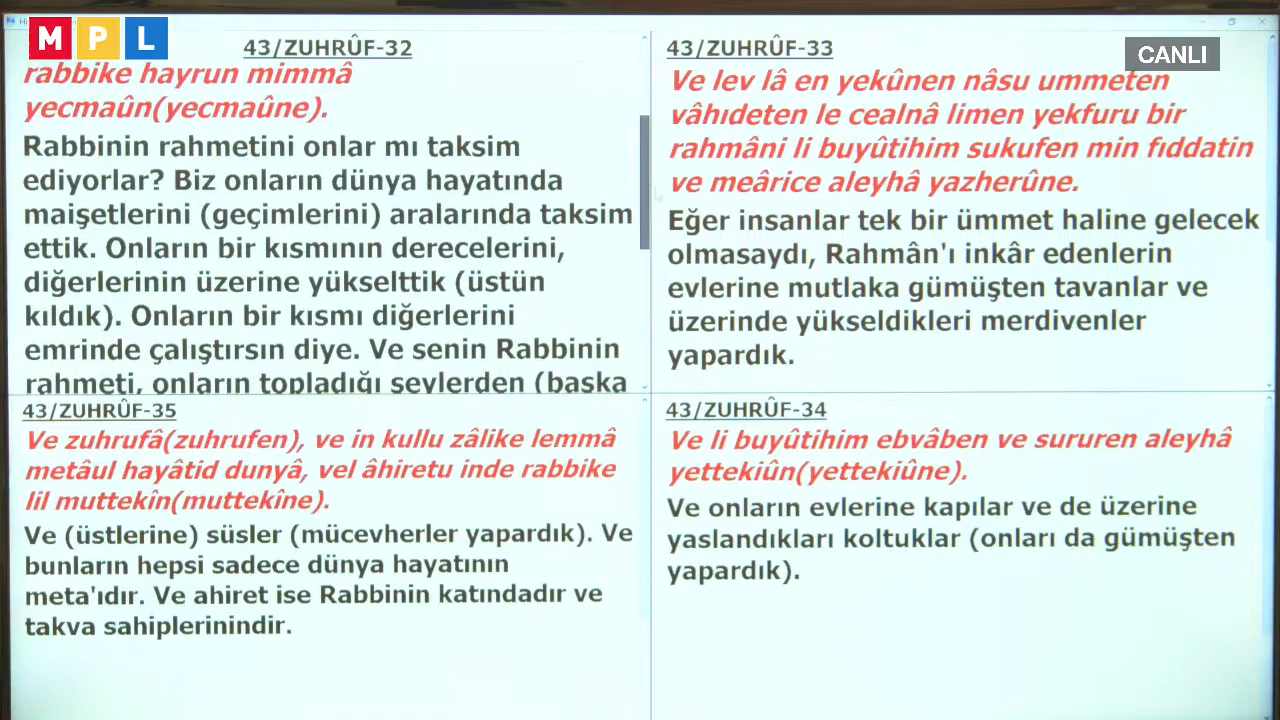 MPL
43/ZUHRÛF-32
rabbike hayrun mimmâ
yecmaûn(yecmaûne).
Rabbinin rahmetini onlar mı taksim
ediyorlar? Biz onların dünya hayatında
maişetlerini (geçimlerini) aralarında taksim
ettik. Onların bir kısmının derecelerini,
diğerlerinin üzerine yükselttik (üstün
kıldık). Onların bir kısmı diğerlerini
emrinde çalıştırsın diye. Ve senin Rabbinin
rahmeti, onların topladığı şeylerden (başka
43/ZUHRÛF-33
CANLI
Ve lev lâ en yekûnen nâsu ummeten
vâhıdeten le cealnâ limen yekfuru bir
rahmâni li buyûtihim sukufen min fıddatin
ve meârice aleyhâ yazherûne.
Eğer insanlar tek bir ümmet haline gelecek
olmasaydı, Rahmân'ı inkâr edenlerin
evlerine mutlaka gümüşten tavanlar ve
üzerinde yükseldikleri merdivenler
yapardık.
43/ZUHRÛF-35
Ve zuhrufâ(zuhrufen), ve in kullu zâlike lemmâ
metâul hayâtid dunyâ, vel âhiretu inde rabbike
lil muttekîn(muttekîne).
Ve (üstlerine) süsler (mücevherler yapardık). Ve
bunların hepsi sadece dünya hayatının
meta'ıdır. Ve ahiret ise Rabbinin katındadır ve
takva sahiplerinindir.
43/ZUHRÛF-34
Ve li buyûtihim ebvâben ve sururen aleyhâ
yettekiûn(yettekiûne).
Ve onların evlerine kapılar ve de üzerine
yaslandıkları koltuklar (onları da gümüşten
yapardık).